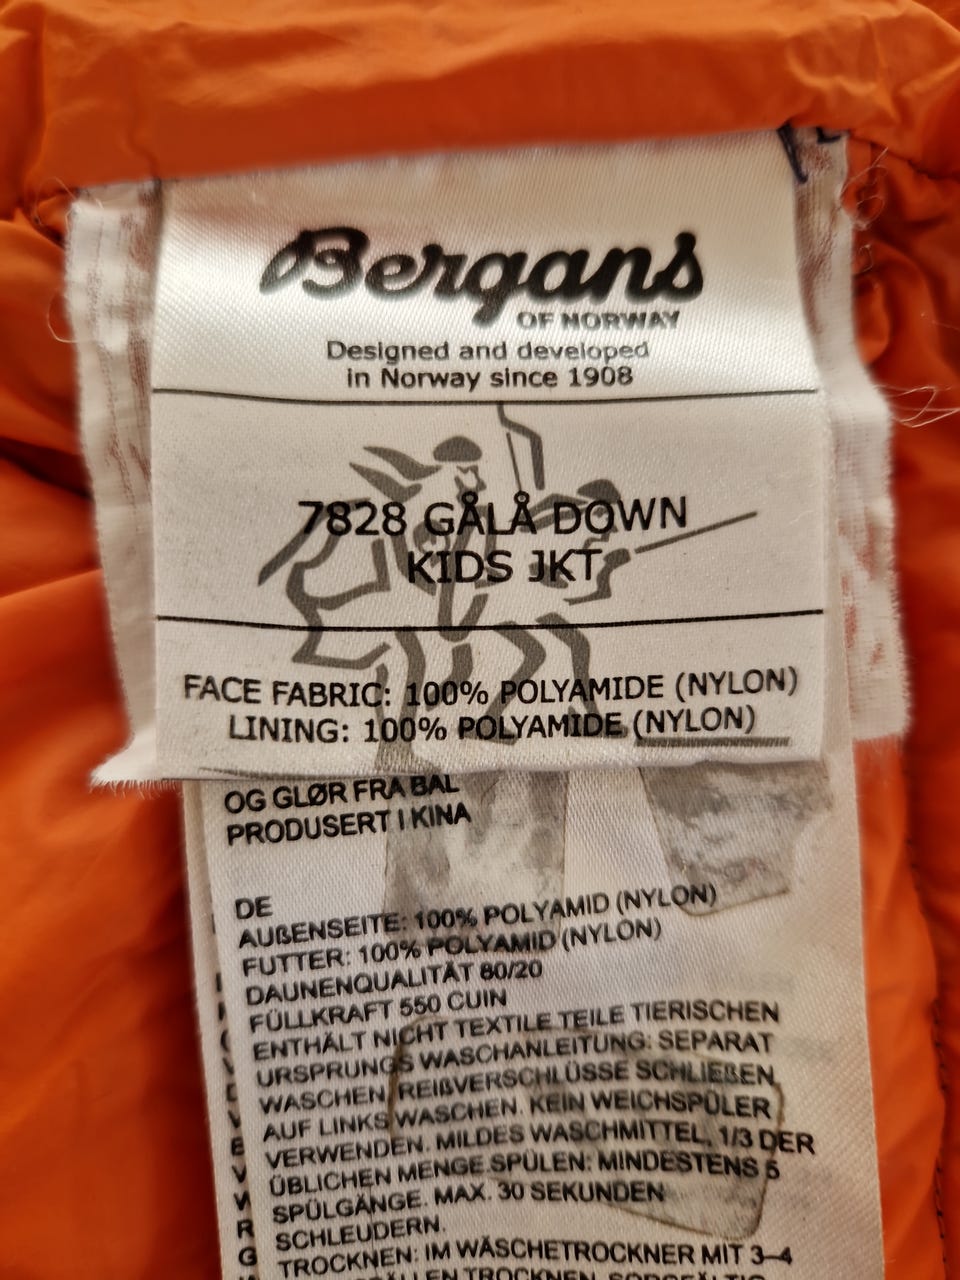 Bergans
OF NORWAY
Designed and developed
in Norway since 1908
7828 GÅLÅ DOWN
KIDS JKT
FACE FABRIC: 100% POLYAMIDE (NYLON)
LINING: 100% POLYAMIDE (NYLON)
OG GLØR FRA BAL
PRODUSERT I KINA
DE
AUßENSEITE: 100% POLYAMID (NYLON)
FUTTER: 100% POLYAMID (NYLON)
DAUNENQUALITÄT 80/20
FÜLLKRAFT 550 CUIN
ENTHÄLT NICHT TEXTILE TEILE TIERISCHEN
URSPRUNGS WASCHANLEITUNG: SEPARAT
WASCHEN, REIßVERSCHLÜSSE SCHLIEßEN,
AUF LINKS WASCHEN. KEIN WEICHSPÜLER
VERWENDEN. MILDES WASCHMITTEL, 1/3 DER
ÜBLICHEN MENGE.SPÜLEN: MINDESTENS 5
SPÜLGÄNGE. MAX. 30 SEKUNDEN
SCHLEUDERN.
TROCKNEN: IM WÄSCHETROCKNER MIT 3–4